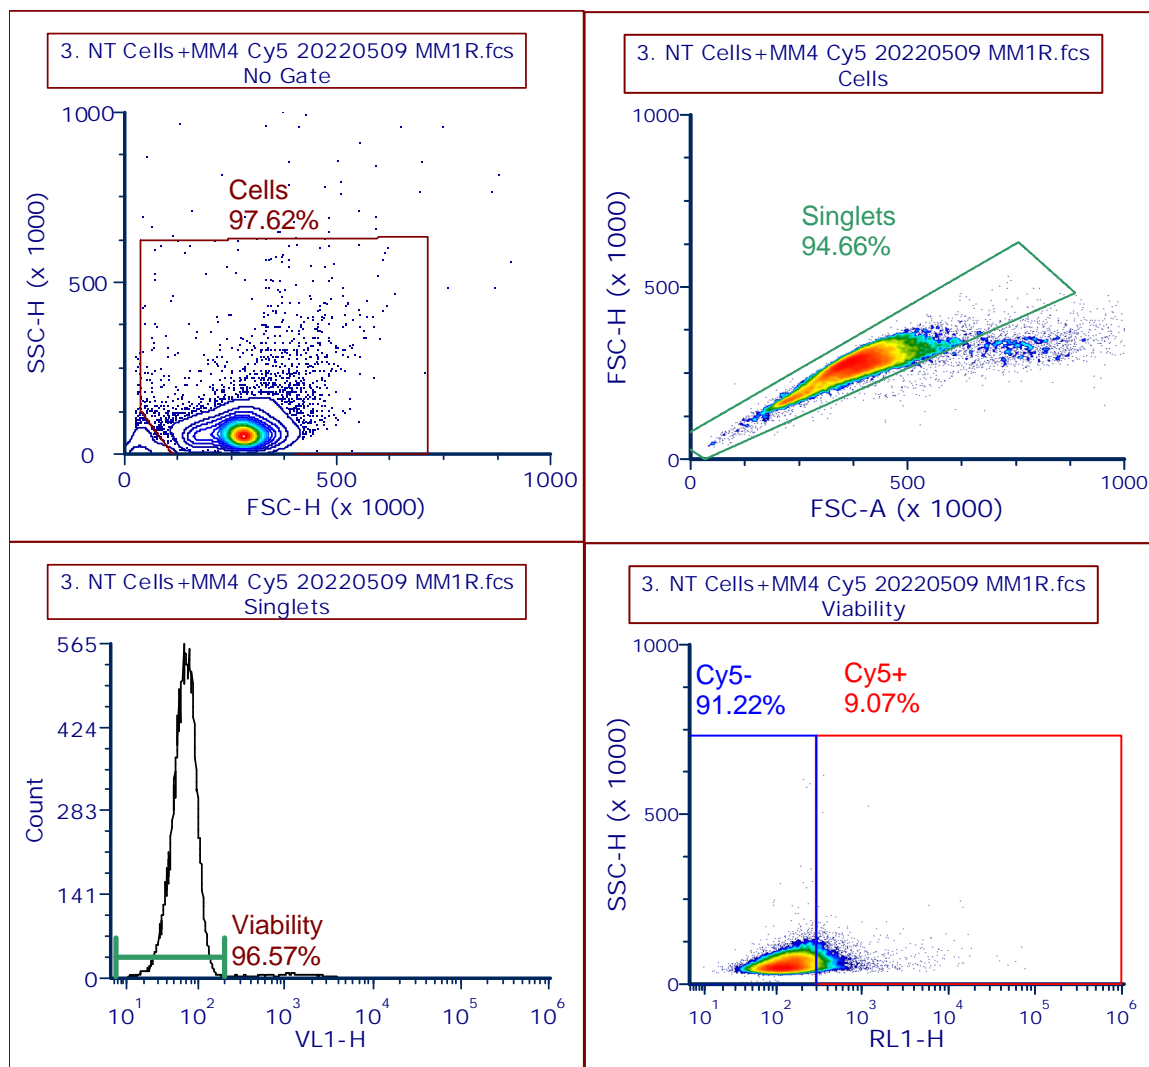 3. NT Cells+MM4 Cy5 20220509 MM1R.fcs
No Gate
1000
500
0
SSC-H (x 1000)
Cells
97.62%
0
500
1000
FSC-H (x 1000)
3. NT Cells+MM4 Cy5 20220509 MM1R.fcs
Cells
1000
500
0
FSC-H (x 1000)
Singlets
94.66%
0
500
1000
FSC-A (x 1000)
3. NT Cells+MM4 Cy5 20220509 MM1R.fcs
Singlets
565
424
283
141
0
Count
Viability
96.57%
10^1
10^2
10^3
10^4
10^5
10^6
VL1-H
3. NT Cells+MM4 Cy5 20220509 MM1R.fcs
Viability
1000
500
0
SSC-H (x 1000)
Cy5-
91.22%
Cy5+
9.07%
10^1
10^2
10^3
10^4
10^5
10^6
RL1-H